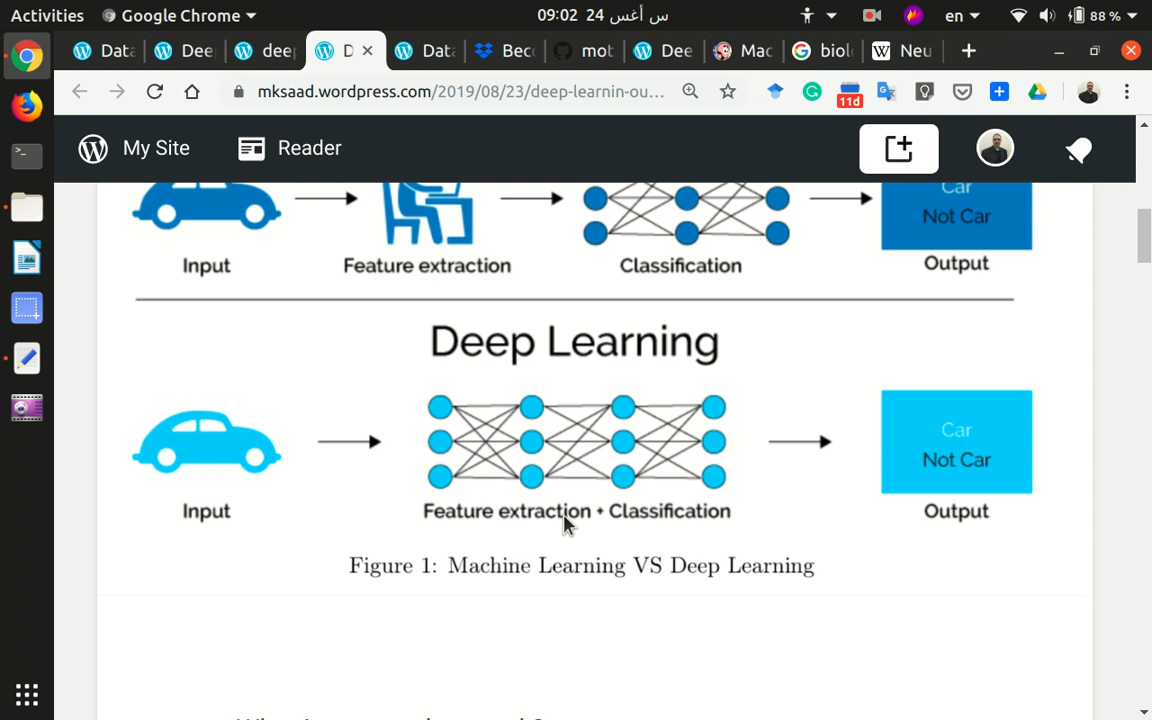 Activities Google Chrome 09:02 24 س أغس en 88 %
Data Dee deep D Data Bec mot Dee Mac biol Neu
mksaad.wordpress.com/2019/08/23/deep-learnin-ou...
11d
My Site Reader
Car
Not Car
Input Feature extraction Classification Output
Deep Learning
Car
Not Car
Input Feature extraction + Classification Output
Figure 1: Machine Learning VS Deep Learning